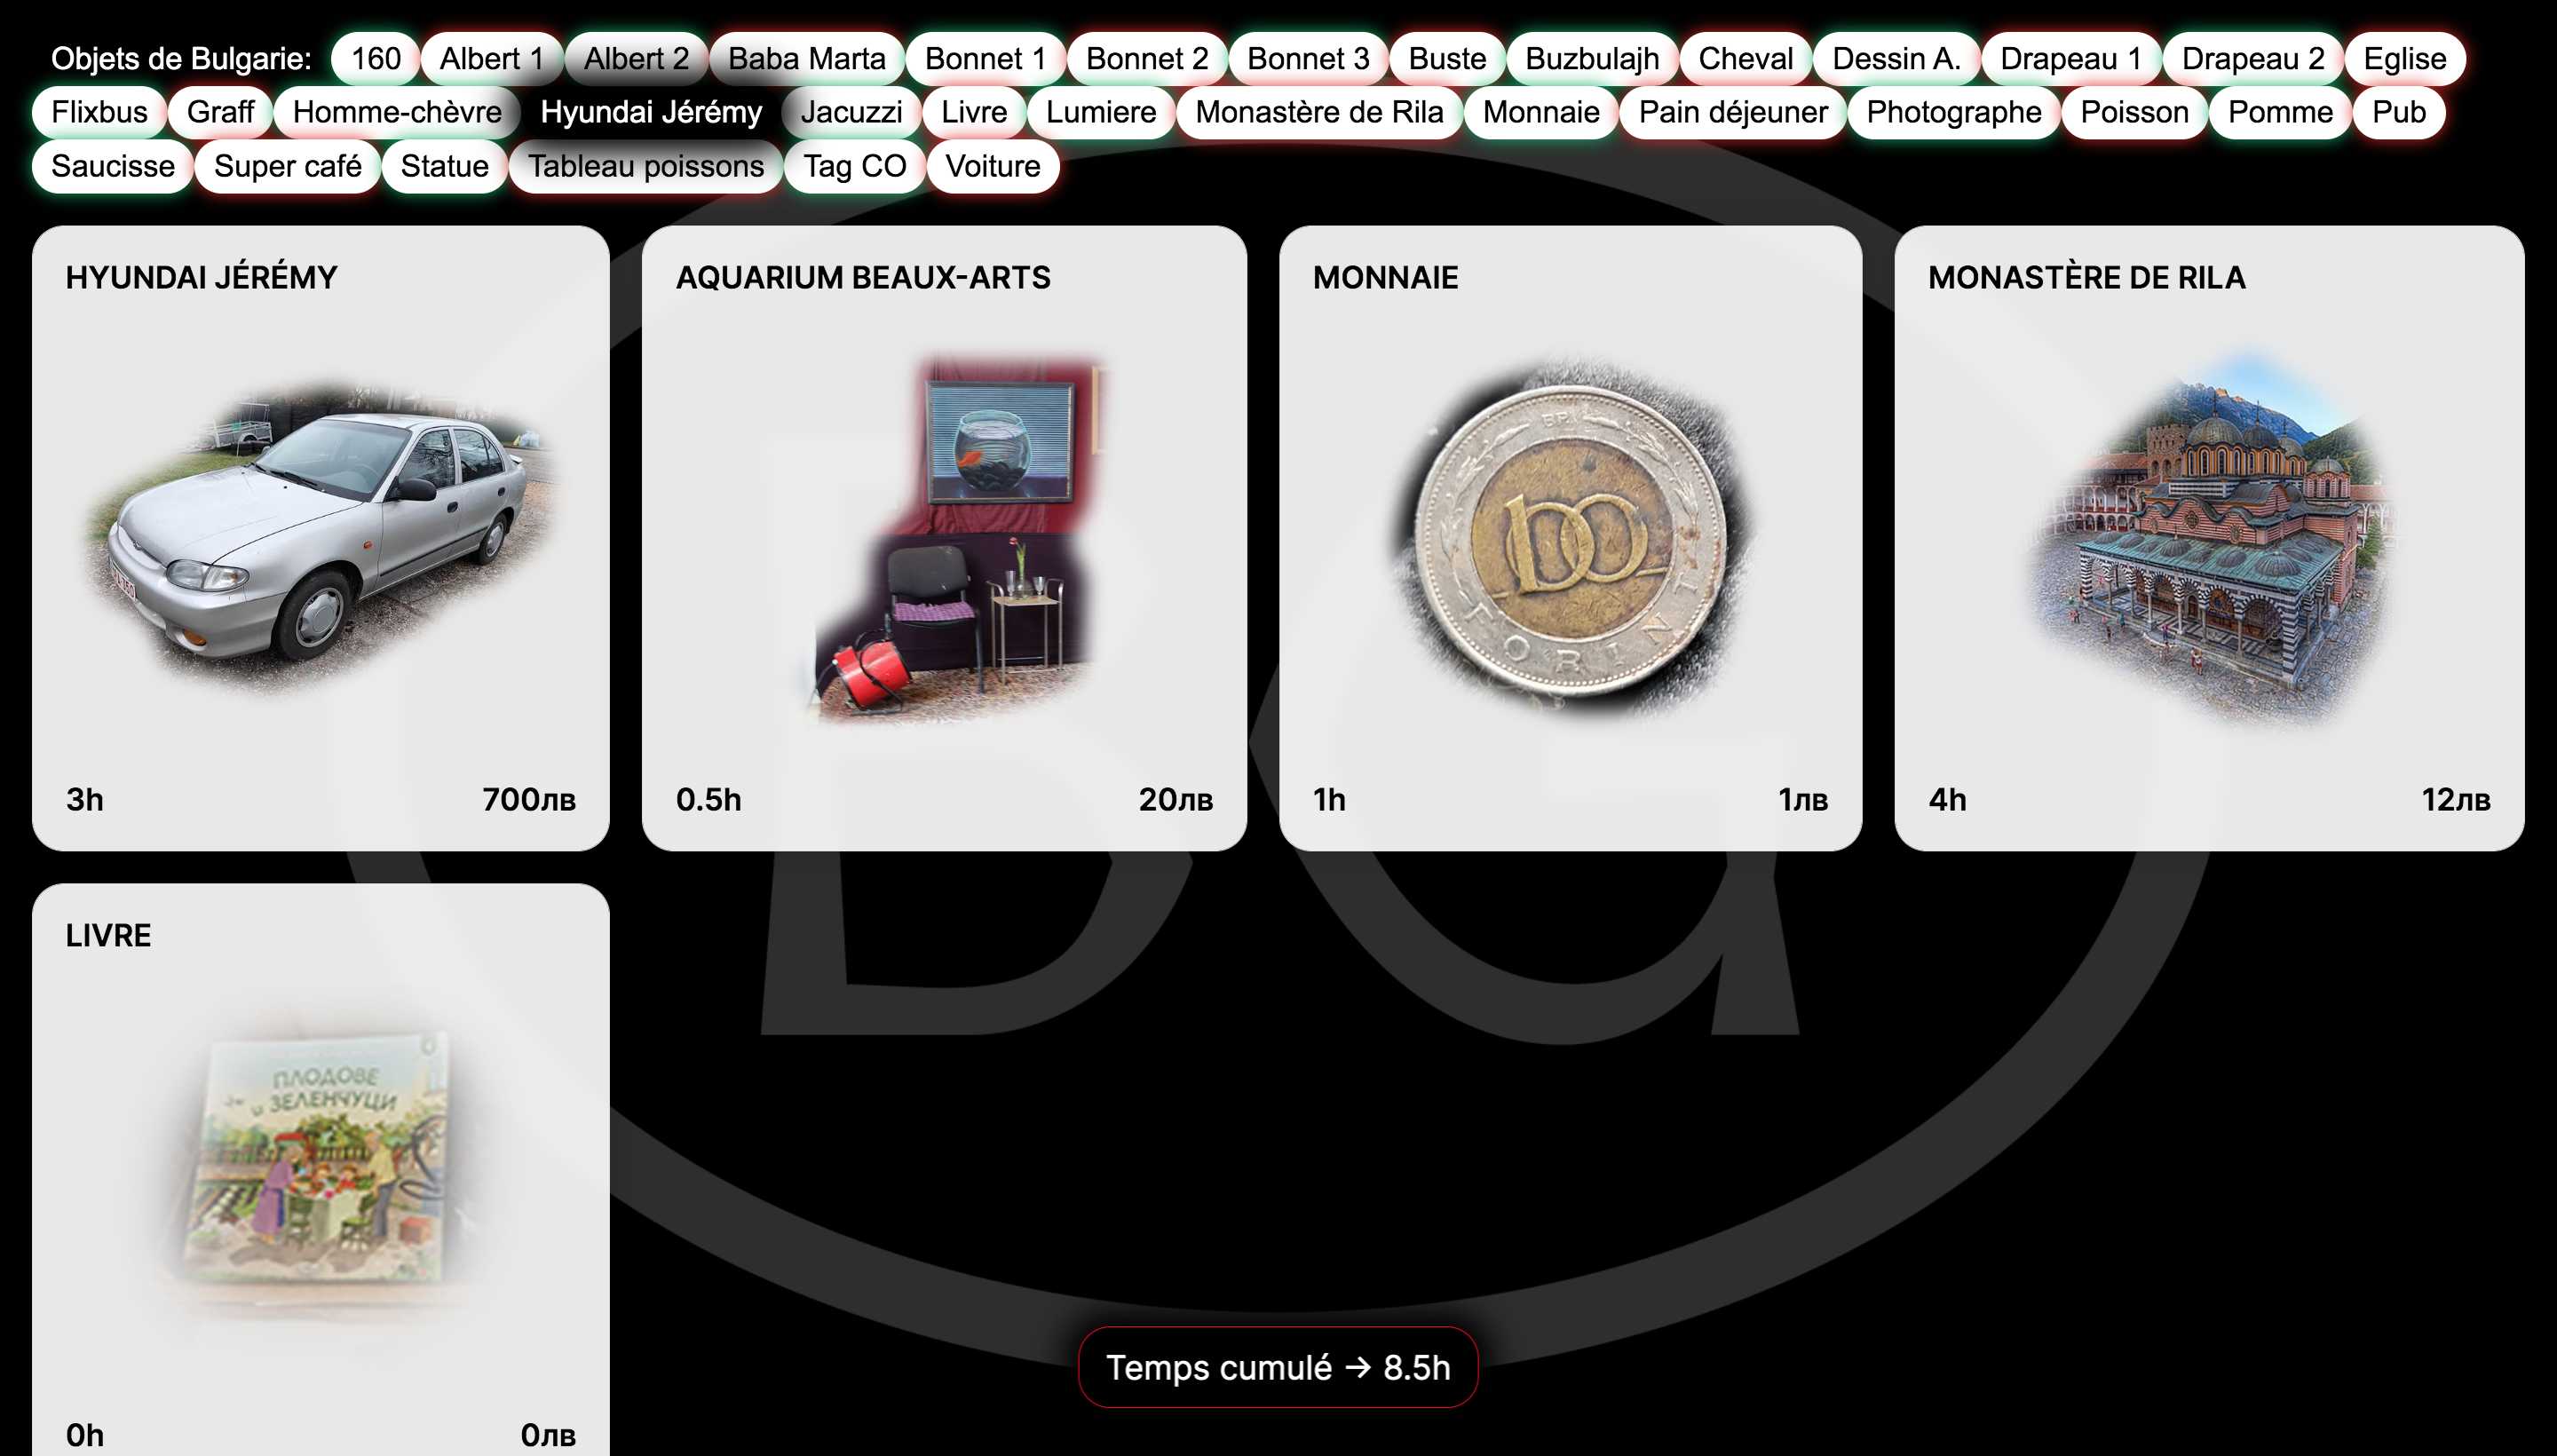 Objets de Bulgarie: 160 Albert 1 Albert 2 Baba Marta Bonnet 1 Bonnet 2 Bonnet 3 Buste Buzbulajh Cheval Dessin A. Drapeau 1 Drapeau 2 Eglise
Flixbus Graff Homme-chèvre Hyundai Jérémy Jacuzzi Livre Lumiere Monastère de Rila Monnaie Pain déjeuner Photographe Poisson Pomme Pub
Saucisse Super café Statue Tableau poissons Tag CO Voiture
HYUNDAI JÉRÉMY
3h 700лв
AQUARIUM BEAUX-ARTS
0.5h 20лв
MONNAIE
BP.
100
FORINT
1h 1лв
MONASTÈRE DE RILA
4h 12лв
LIVRE
ПЛОДОВЕ
и ЗЕЛЕНЧУЦИ
0h 0лв
BG
Temps cumulé → 8.5h